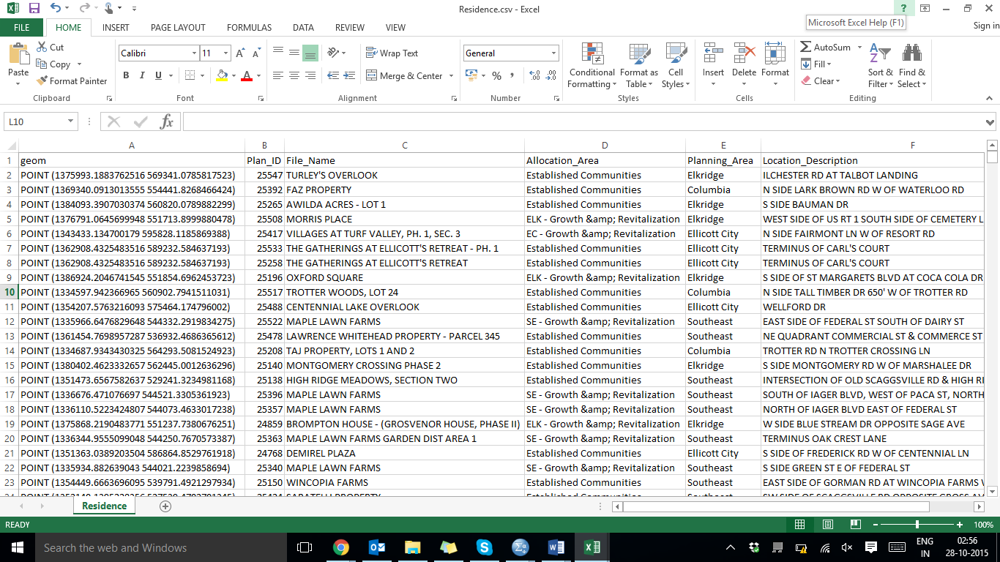 Residence.csv - Excel
?
Microsoft Excel Help (F1)
Sign in
FILE HOME INSERT PAGE LAYOUT FORMULAS DATA REVIEW VIEW
Paste
Cut
Copy
Format Painter
Clipboard
Calibri 11
B I U
Font
Wrap Text
Merge & Center
Alignment
General
%
Number
Conditional Formatting
Format as Table
Cell Styles
Styles
Insert Delete Format
Cells
AutoSum
Fill
Clear
Sort & Filter
Find & Select
Editing
L10
fx
A B C D E F
1 geom Plan_ID File_Name Allocation_Area Planning_Area Location_Description
2 POINT (1375993.1883762516 569341.0785817523) 25547 TURLEY'S OVERLOOK Established Communities Elkridge ILCHESTER RD AT TALBOT LANDING
3 POINT (1369340.0913013555 554441.8268466424) 25392 FAZ PROPERTY Established Communities Columbia N SIDE LARK BROWN RD W OF WATERLOO RD
4 POINT (1384093.3907030374 560820.0789882299) 25265 AWILDA ACRES - LOT 1 Established Communities Elkridge S SIDE BAUMAN DR
5 POINT (1376791.0645699948 551713.8999880478) 25508 MORRIS PLACE ELK - Growth &amp; Revitalization Elkridge WEST SIDE OF US RT 1 SOUTH SIDE OF CEMETERY L
6 POINT (1343433.134700179 595828.1185869388) 25417 VILLAGES AT TURF VALLEY, PH. 1, SEC. 3 EC - Growth &amp; Revitalization Ellicott City N SIDE FAIRMONT LN W OF RESORT RD
7 POINT (1362908.4325483516 589232.584637193) 25533 THE GATHERINGS AT ELLICOTT'S RETREAT - PH. 1 Established Communities Ellicott City TERMINUS OF CARL'S COURT
8 POINT (1362908.4325483516 589232.584637193) 25258 THE GATHERINGS AT ELLICOTT'S RETREAT Established Communities Ellicott City TERMINUS OF CARL'S COURT
9 POINT (1386924.2046741545 551854.6962453723) 25196 OXFORD SQUARE ELK - Growth &amp; Revitalization Elkridge S SIDE OF ST MARGARETS BLVD AT COCA COLA DR
10 POINT (1334597.942366965 560902.7941511031) 25517 TROTTER WOODS, LOT 24 Established Communities Columbia N SIDE TALL TIMBER DR 650' W OF TROTTER RD
11 POINT (1354207.5763216093 575464.174796002) 25488 CENTENNIAL LAKE OVERLOOK Established Communities Ellicott City WELLFORD DR
12 POINT (1335966.6476829648 544332.2919834275) 25522 MAPLE LAWN FARMS SE - Growth &amp; Revitalization Southeast EAST SIDE OF FEDERAL ST SOUTH OF DAIRY ST
13 POINT (1361454.7698957287 536932.4686365612) 25478 LAWRENCE WHITEHEAD PROPERTY - PARCEL 345 Established Communities Southeast NE QUADRANT COMMERCIAL ST & COMMERCE ST
14 POINT (1334687.9343430325 564293.5081524923) 25208 TAJ PROPERTY, LOTS 1 AND 2 Established Communities Columbia TROTTER RD N TROTTER CROSSING LN
15 POINT (1380402.4623332657 562445.0012636296) 25140 MONTGOMERY CROSSING PHASE 2 Established Communities Elkridge S SIDE MONTGOMERY RD W OF MARSHALEE DR
16 POINT (1351473.6567582637 529241.3234981168) 25138 HIGH RIDGE MEADOWS, SECTION TWO Established Communities Southeast INTERSECTION OF OLD SCAGGSVILLE RD & HIGH RI
17 POINT (1336676.471076697 544521.3305361923) 25396 MAPLE LAWN FARMS SE - Growth &amp; Revitalization Southeast SOUTH OF IAGER BLVD, WEST OF PACA ST, NORTH
18 POINT (1336110.5223424807 544073.4633017238) 25357 MAPLE LAWN FARMS SE - Growth &amp; Revitalization Southeast NORTH OF IAGER BLVD EAST OF FEDERAL ST
19 POINT (1375868.2190483771 551237.7380676251) 24859 BROMPTON HOUSE - (GROSVENOR HOUSE, PHASE II) ELK - Growth &amp; Revitalization Elkridge W SIDE BLUE STREAM DR OPPOSITE SAGE AVE
20 POINT (1336344.9555099048 544250.7670573387) 25363 MAPLE LAWN FARMS GARDEN DIST AREA 1 SE - Growth &amp; Revitalization Southeast TERMINUS OAK CREST LANE
21 POINT (1351363.0389203504 586864.8529761918) 24768 DEMIREL PLAZA Established Communities Ellicott City S SIDE OF FREDERICK RD W OF CENTENNIAL LN
22 POINT (1335934.882639043 544021.2239858694) 25340 MAPLE LAWN FARMS SE - Growth &amp; Revitalization Southeast S SIDE GREEN ST E OF FEDERAL ST
23 POINT (1354449.6663696095 539791.4921297934) 25150 WINCOPIA FARMS Established Communities Southeast EAST SIDE OF GORMAN RD AT WINCOPIA FARMS
Residence
READY
100%
Search the web and Windows
ENG
IN
02:56
28-10-2015